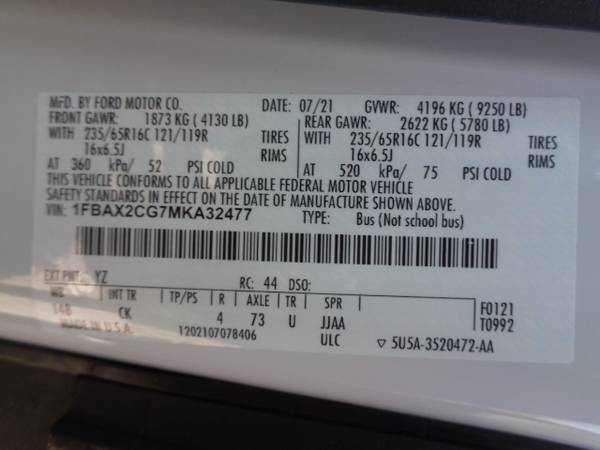 MFD. BY FORD MOTOR CO. DATE: 07/21 GVWR: 4196 KG ( 9250 LB)
FRONT GAWR: 1873 KG ( 4130 LB) REAR GAWR: 2622 KG ( 5780 LB)
WITH 235/65R16C 121/119R TIRES WITH 235/65R16C 121/119R TIRES
16x6.5J RIMS 16x6.5J RIMS
AT 360 kPa/ 52 PSI COLD AT 520 kPa/ 75 PSI COLD
THIS VEHICLE CONFORMS TO ALL APPLICABLE FEDERAL MOTOR VEHICLE
SAFETY STANDARDS IN EFFECT ON THE DATE OF MANUFACTURE SHOWN ABOVE.
VIN: 1FBAX2CG7MKA32477 TYPE: Bus (Not school bus)
EXT PNT: YZ RC: 44 DSO:
WB INT TR TP/PS R AXLE TR SPR F0121
148 CK 4 73 U JJAA T0992
MADE IN U.S.A. 1202107078406 ULC ▽ 5U5A-3520472-AA